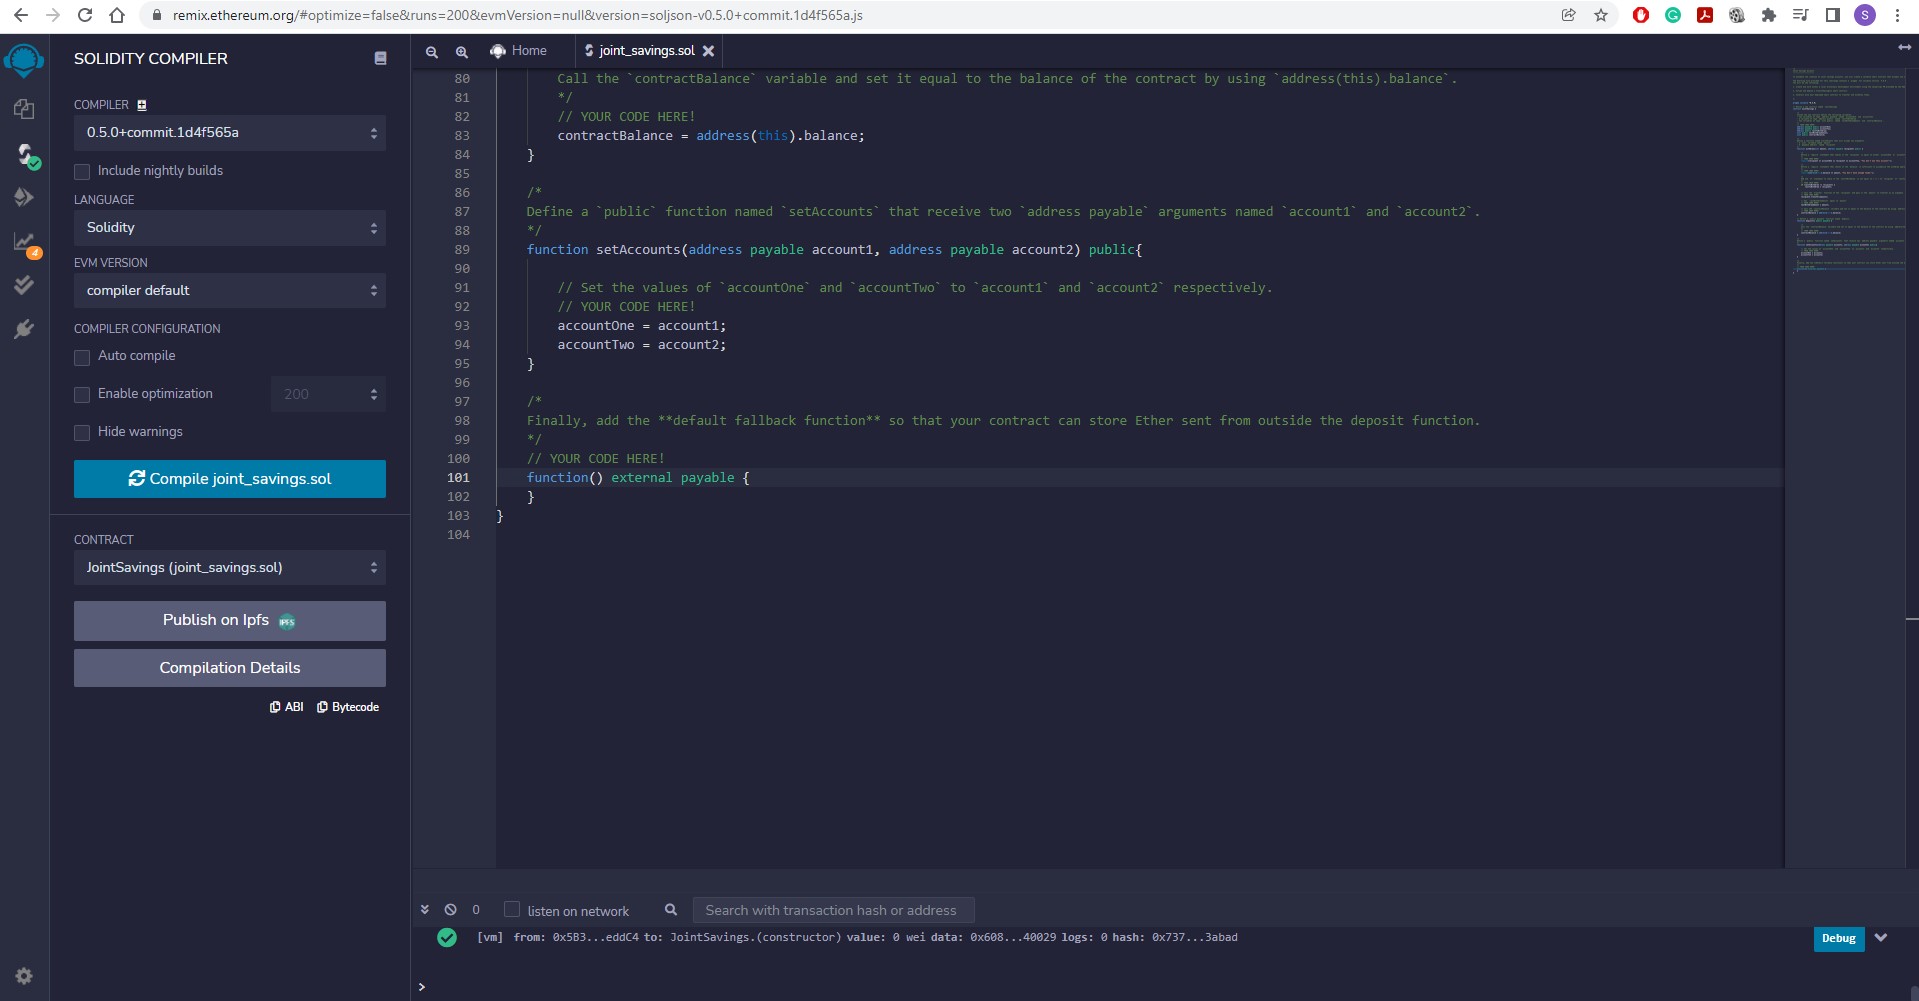 remix.ethereum.org/#optimize=false&runs=200&evmVersion=null&version=soljson-v0.5.0+commit.1d4f565a.js
S
SOLIDITY COMPILER
COMPILER
0.5.0+commit.1d4f565a
Include nightly builds
LANGUAGE
Solidity
EVM VERSION
compiler default
COMPILER CONFIGURATION
Auto compile
Enable optimization
200
Hide warnings
Compile joint_savings.sol
CONTRACT
JointSavings (joint_savings.sol)
Publish on Ipfs
IPFS
Compilation Details
ABI Bytecode
4
Home joint_savings.sol
80 Call the `contractBalance` variable and set it equal to the balance of the contract by using `address(this).balance`.
81 */
82 // YOUR CODE HERE!
83 contractBalance = address(this).balance;
84 }
85
86 /*
87 Define a `public` function named `setAccounts` that receive two `address payable` arguments named `account1` and `account2`.
88 */
89 function setAccounts(address payable account1, address payable account2) public{
90
91 // Set the values of `accountOne` and `accountTwo` to `account1` and `account2` respectively.
92 // YOUR CODE HERE!
93 accountOne = account1;
94 accountTwo = account2;
95 }
96
97 /*
98 Finally, add the **default fallback function** so that your contract can store Ether sent from outside the deposit function.
99 */
100 // YOUR CODE HERE!
101 function() external payable {
102 }
103 }
104
0 listen on network Search with transaction hash or address
[vm] from: 0x5B3...eddC4 to: JointSavings.(constructor) value: 0 wei data: 0x608...40029 logs: 0 hash: 0x737...3abad Debug
>